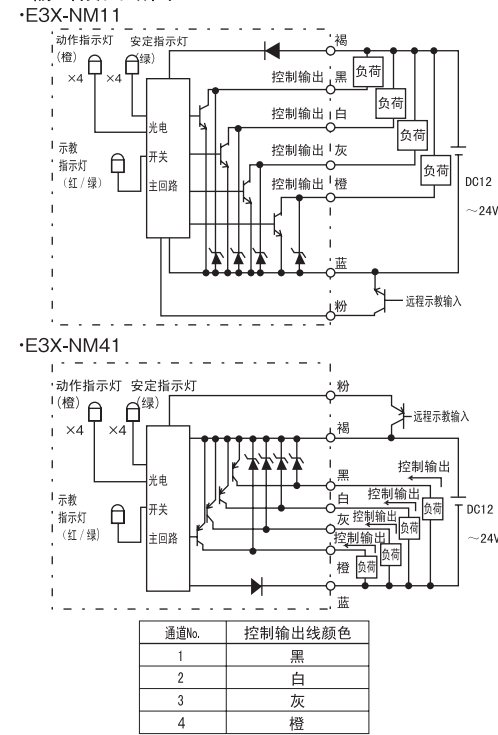 ·E3X-NM11
动作指示灯 安定指示灯
(橙) (绿)
×4 ×4
褐
控制输出 黑
负荷
控制输出 白
负荷
光电
负荷
示教
指示灯
(红/绿)
开关
控制输出 灰
负荷
主回路
控制输出 橙
DC12
~24V
蓝
远程示教输入
粉
·E3X-NM41
动作指示灯 安定指示灯
(橙) (绿)
×4 ×4
粉
远程示教输入
褐
控制输出
黑
光电
控制输出
白
负荷
DC12
示教
指示灯
(红/绿)
开关
灰 控制输出
负荷
~24V
主回路
控制输出
负荷
橙
负荷
蓝
通道No. 控制输出线颜色
1 黑
2 白
3 灰
4 橙